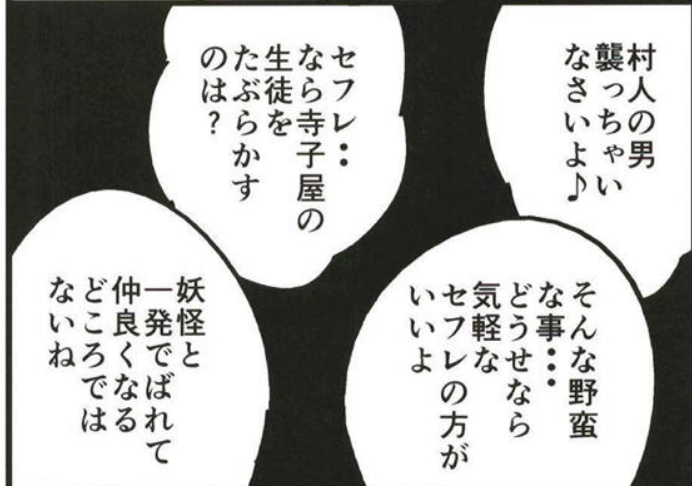 村人の男
襲っちゃい
なさいよ♪
そんな野蛮
な事・・・
どうせなら
気軽な
セフレの方が
いいよ
セフレ・・
なら寺子屋の
生徒を
たぶらかす
のは?
妖怪と
一発でばれて
仲良くなる
どころでは
ないね